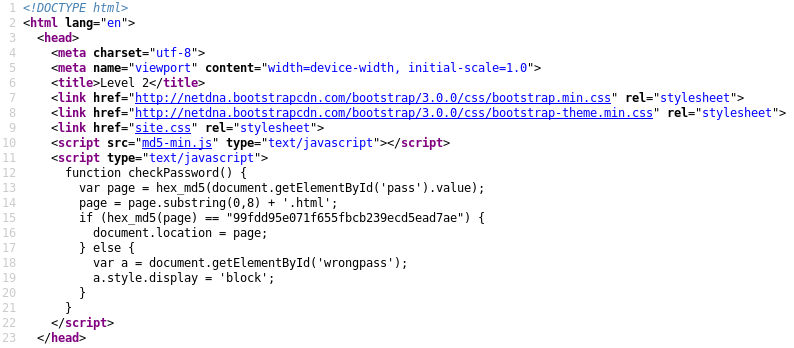 1 <!DOCTYPE html>
2 <html lang="en">
3   <head>
4     <meta charset="utf-8">
5     <meta name="viewport" content="width=device-width, initial-scale=1.0">
6     <title>Level 2</title>
7     <link href="http://netdna.bootstrapcdn.com/bootstrap/3.0.0/css/bootstrap.min.css" rel="stylesheet">
8     <link href="http://netdna.bootstrapcdn.com/bootstrap/3.0.0/css/bootstrap-theme.min.css" rel="stylesheet">
9     <link href="site.css" rel="stylesheet">
10     <script src="md5-min.js" type="text/javascript"></script>
11     <script type="text/javascript">
12       function checkPassword() {
13         var page = hex_md5(document.getElementById('pass').value);
14         page = page.substring(0,8) + '.html';
15         if (hex_md5(page) == "99fdd95e071f655fbcb239ecd5ead7ae") {
16           document.location = page;
17         } else {
18           var a = document.getElementById('wrongpass');
19           a.style.display = 'block';
20         }
21       }
22     </script>
23   </head>